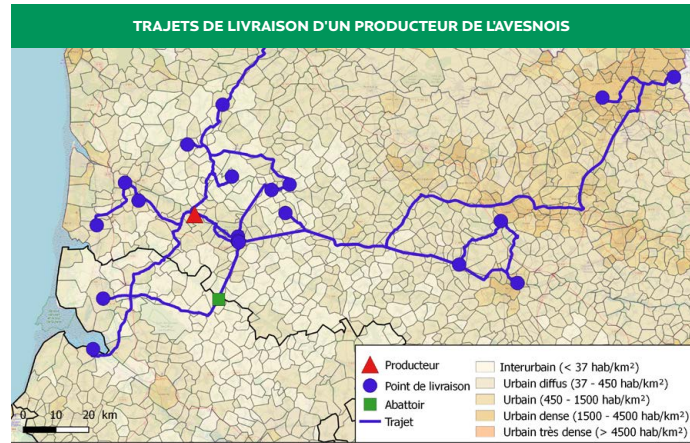 TRAJETS DE LIVRAISON D'UN PRODUCTEUR DE L'AVESNOIS
Producteur
Point de livraison
Abattoir
Trajet
Interurbain (< 37 hab/km²)
Urbain diffus (37 - 450 hab/km²)
Urbain (450 - 1500 hab/km²)
Urbain dense (1500 - 4500 hab/km²)
Urbain très dense (> 4500 hab/km²)
0 10 20 km